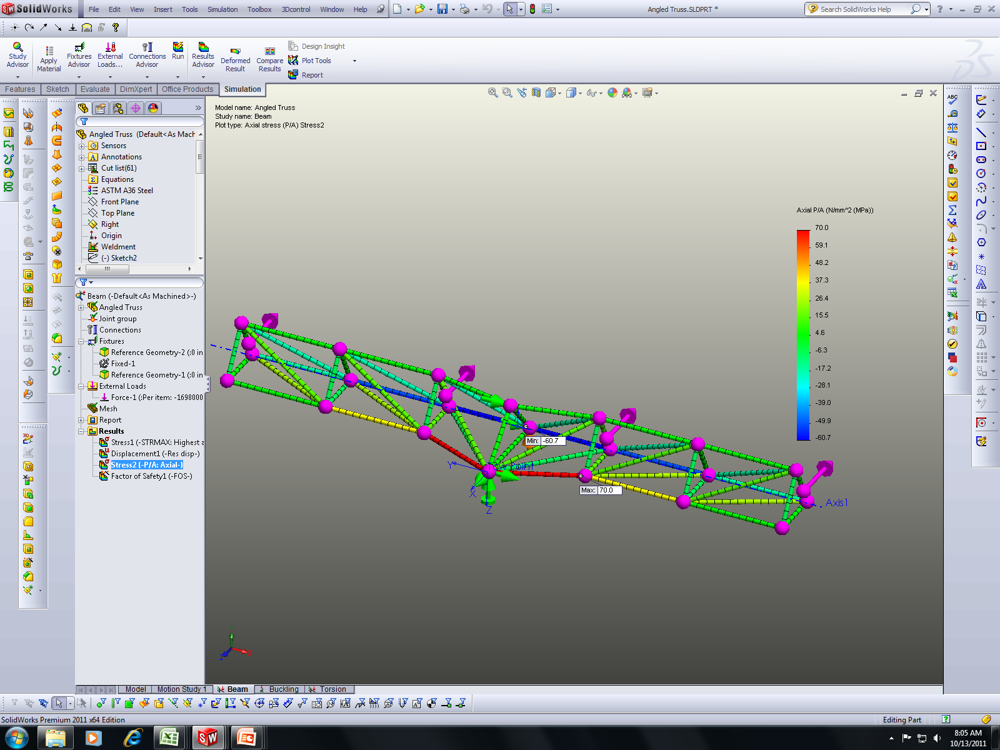 SolidWorks
File Edit View Insert Tools Simulation Toolbox 3Dcontrol Window Help
Angled Truss.SLDPRT *
Search SolidWorks Help
Study Advisor
Apply Material
Fixtures Advisor
External Loads...
Connections Advisor
Run
Results Advisor
Deformed Result
Compare Results
Design Insight
Plot Tools
Report
Features Sketch Evaluate DimXpert Office Products Simulation
Model name: Angled Truss
Study name: Beam
Plot type: Axial stress (P/A) Stress2
Angled Truss (Default<As Mach
Sensors
Annotations
Cut list(61)
Equations
ASTM A36 Steel
Front Plane
Top Plane
Right
Origin
Weldment
(-) Sketch2
Beam (-Default<As Machined>-)
Angled Truss
Joint group
Connections
Fixtures
Reference Geometry-2 (:0 in
Fixed-1
Reference Geometry-1 (:0 in
External Loads
Force-1 (:Per item: -1698000
Mesh
Report
Results
Stress1 (-STRMAX: Highest a
Displacement1 (-Res disp-)
Stress2 (-P/A: Axial-)
Factor of Safety1 (-FOS-)
Axial P/A (N/mm^2 (MPa))
70.0
59.1
48.2
37.3
26.4
15.5
4.6
-6.3
-17.2
-28.1
-39.0
-49.9
-60.7
Min: -60.7
Tow Point
Max: 70.0
Axis1
Y
X
Z
ABC
3D
Model Motion Study 1 Beam Buckling Torsion
SolidWorks Premium 2011 x64 Edition
Editing Part
8:05 AM
10/13/2011